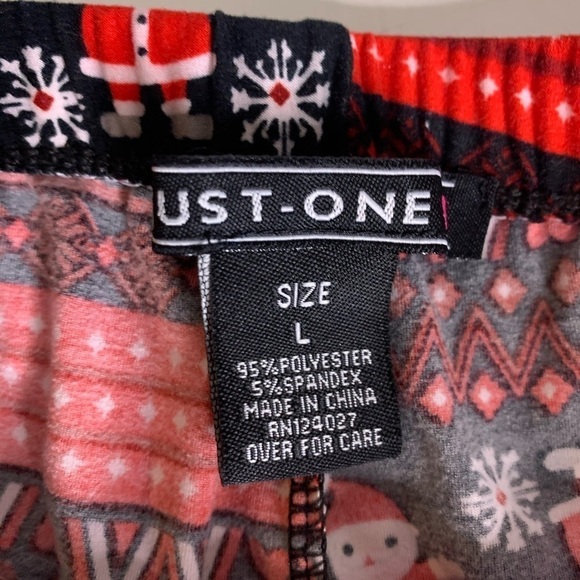 UST-ONE
SIZE
L
95%POLYESTER
5%SPANDEX
MADE IN CHINA
RN124027
OVER FOR CARE